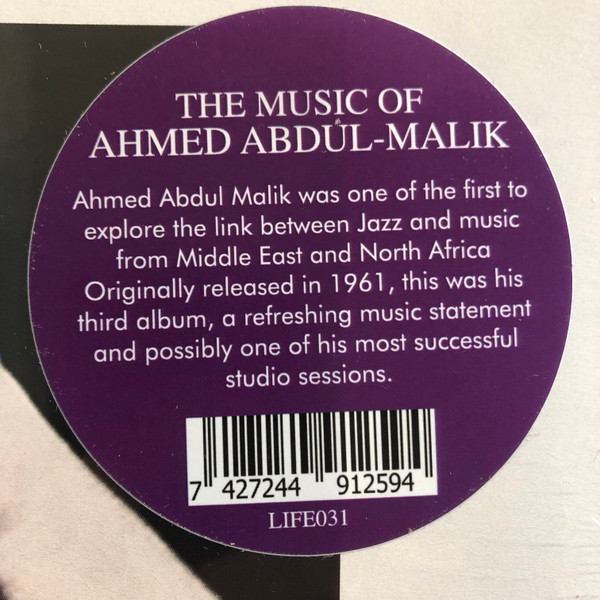 THE MUSIC OF
AHMED ABDUL-MALIK
Ahmed Abdul Malik was one of the first to
explore the link between Jazz and music
from Middle East and North Africa
Originally released in 1961, this was his
third album, a refreshing music statement
and possibly one of his most successful
studio sessions.
7 427244 912594
LIFE031